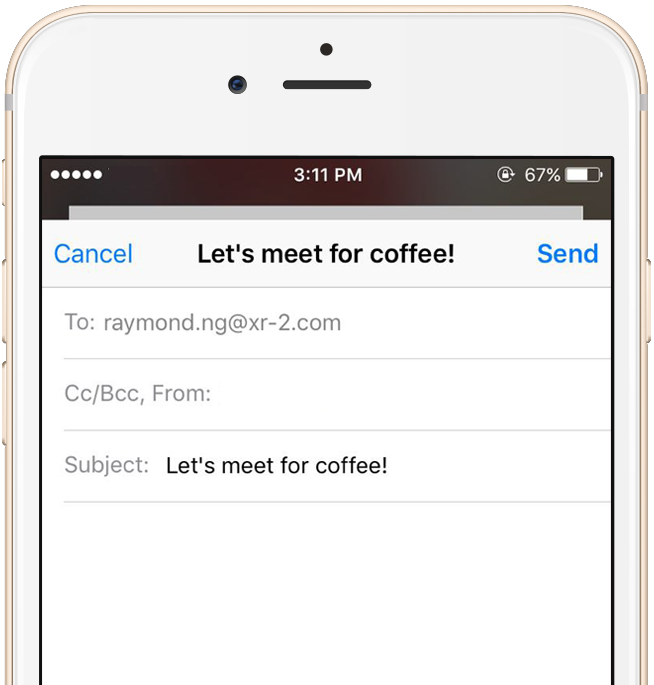 3:11 PM 67%
Cancel Let's meet for coffee! Send
To: raymond.ng@xr-2.com
Cc/Bcc, From:
Subject: Let's meet for coffee!